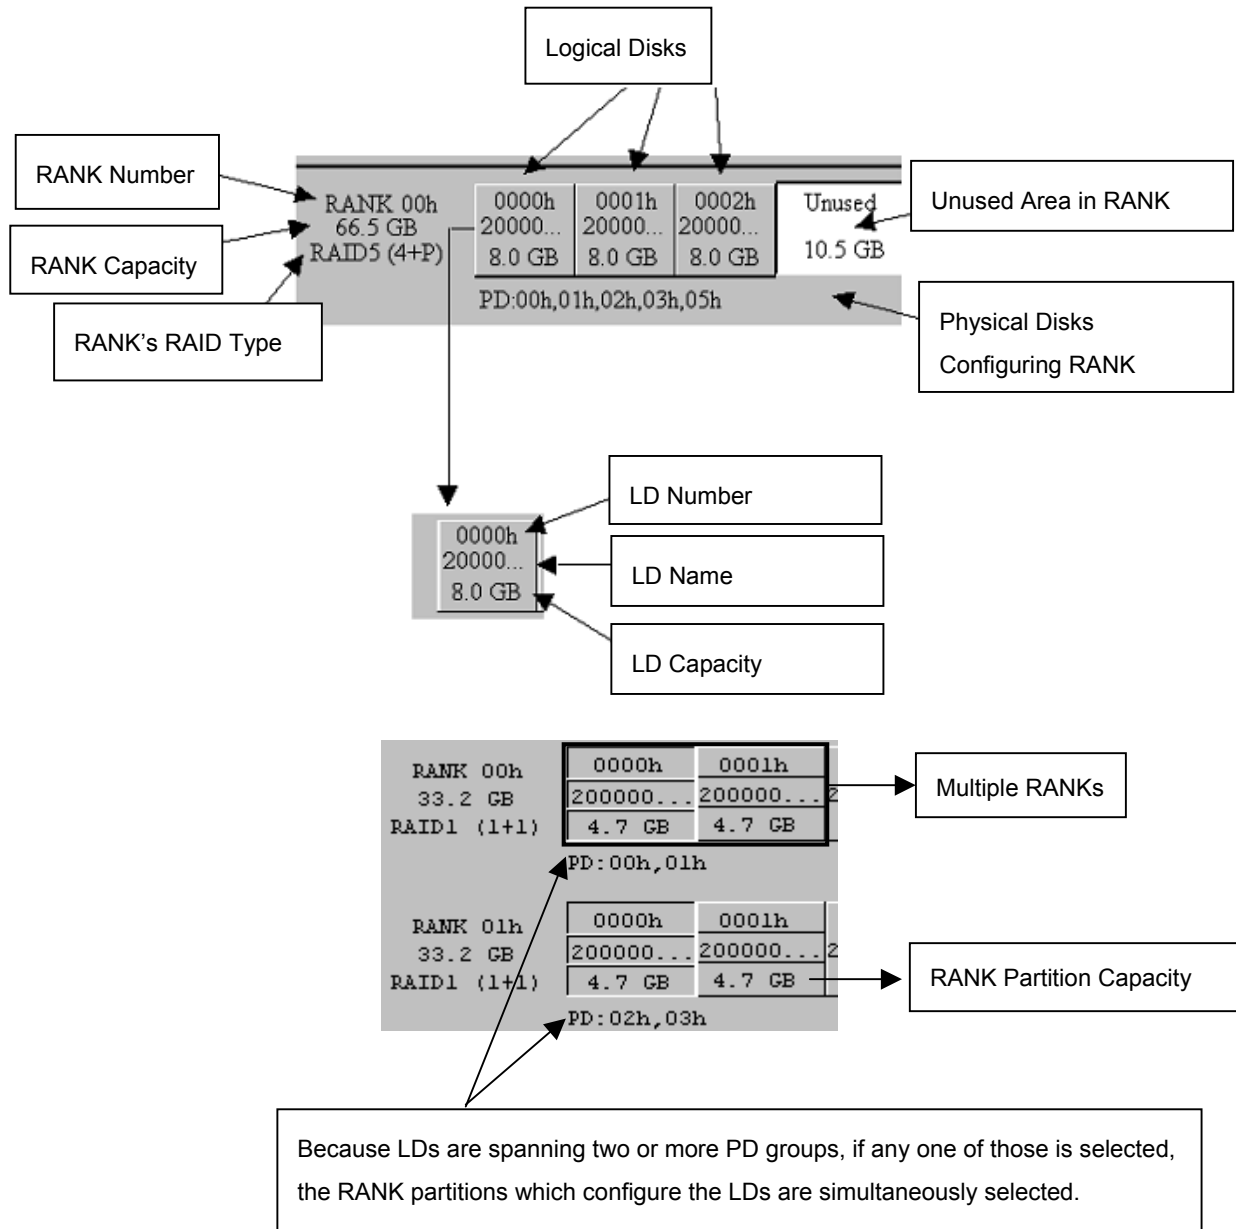 Logical Disks
RANK Number
RANK Capacity
RANK's RAID Type
RANK 00h
66.5 GB
RAID5 (4+P)
0000h 0001h 0002h Unused
20000... 20000... 20000...
8.0 GB 8.0 GB 8.0 GB 10.5 GB
PD:00h,01h,02h,03h,05h
Unused Area in RANK
Physical Disks
Configuring RANK
0000h
20000...
8.0 GB
LD Number
LD Name
LD Capacity
RANK 00h
33.2 GB
RAID1 (1+1)
0000h 0001h
200000... 200000... 2
4.7 GB 4.7 GB
PD:00h,01h
Multiple RANKs
RANK 01h
33.2 GB
RAID1 (1+1)
0000h 0001h
200000... 200000... 2
4.7 GB 4.7 GB
PD:02h,03h
RANK Partition Capacity
Because LDs are spanning two or more PD groups, if any one of those is selected,
the RANK partitions which configure the LDs are simultaneously selected.